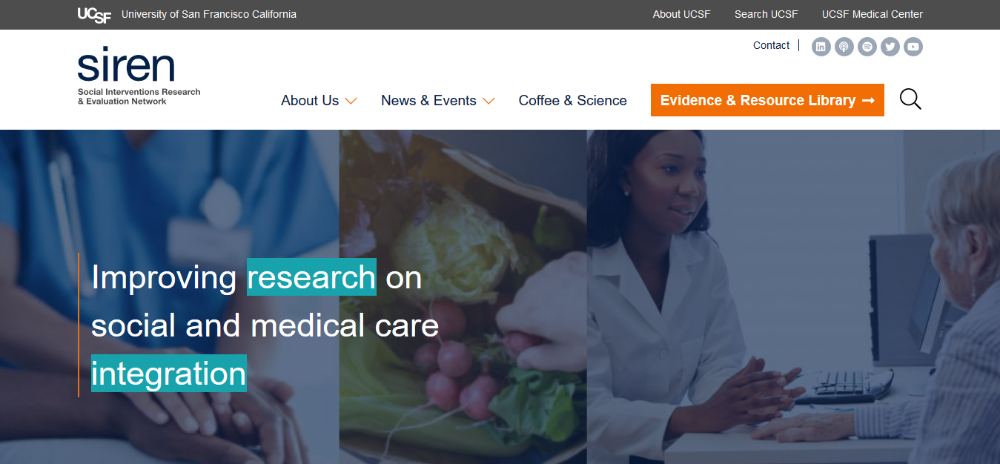 UCSF University of San Francisco California
About UCSF Search UCSF UCSF Medical Center
Contact
siren
Social Interventions Research
& Evaluation Network
About Us News & Events Coffee & Science Evidence & Resource Library
Improving research on
social and medical care
integration